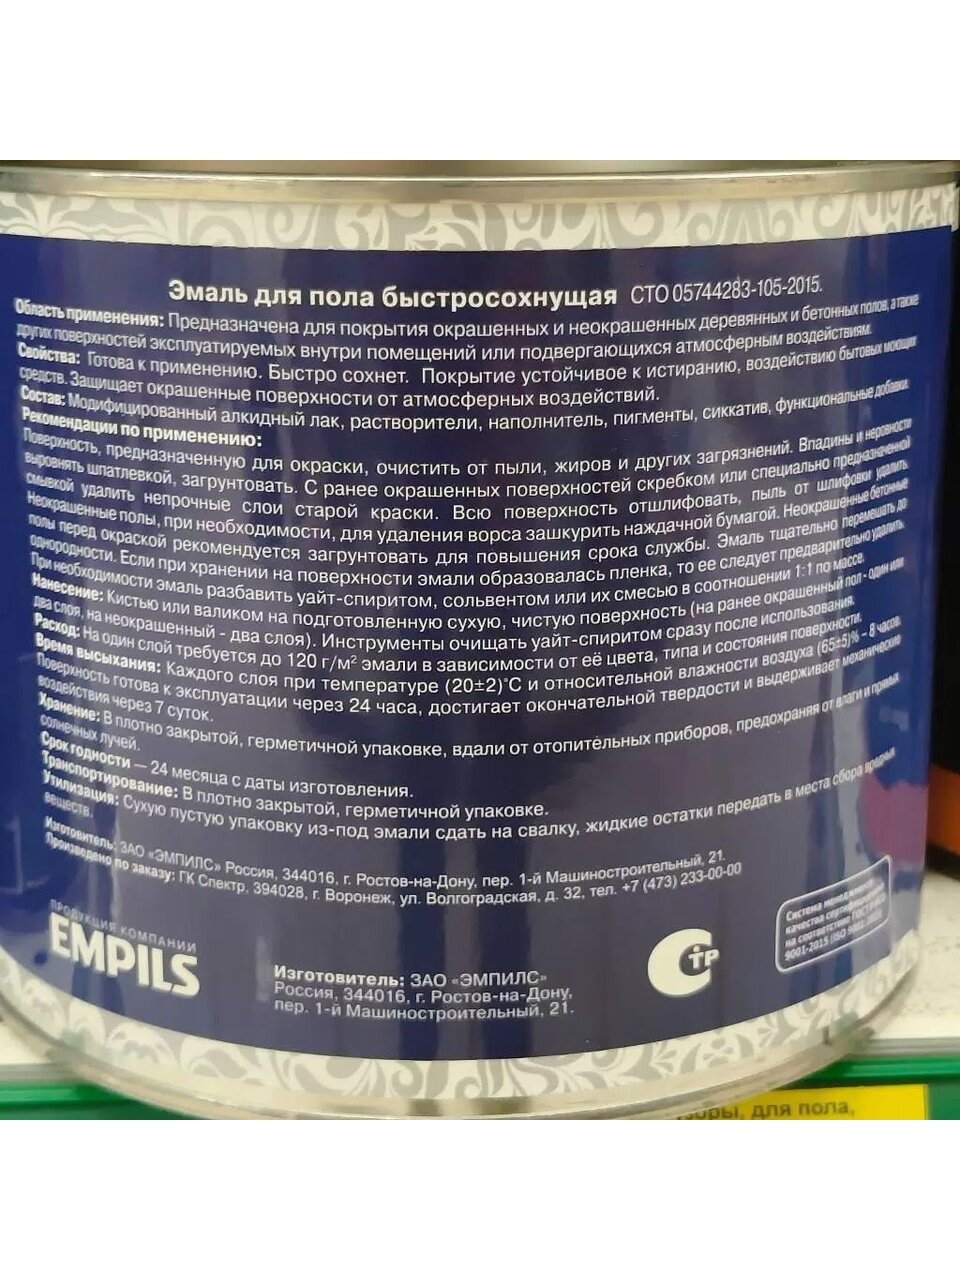 Эмаль для пола быстросохнущая СТО 05744283-105-2015.
Область применения: Предназначена для покрытия окрашенных и неокрашенных деревянных и бетонных полов, а также
других поверхностей эксплуатируемых внутри помещений или подвергающихся атмосферным воздействиям.
Свойства: Готова к применению. Быстро сохнет. Покрытие устойчивое к истиранию, воздействию бытовых моющих
средств. Защищает окрашенные поверхности от атмосферных воздействий.
Состав: Модифицированный алкидный лак, растворители, наполнитель, пигменты, сиккатив, функциональные добавки.
Рекомендации по применению:
Поверхность, предназначенную для окраски, очистить от пыли, жиров и других загрязнений. Впадины и неровности
выровнять шпатлевкой, загрунтовать. С ранее окрашенных поверхностей скребком или специально предназначенной
смывкой удалить непрочные слои старой краски. Всю поверхность отшлифовать, пыль от шлифовки удалить.
Неокрашенные полы, при необходимости, для удаления ворса зашкурить наждачной бумагой. Неокрашенные бетонные
полы перед окраской рекомендуется загрунтовать для повышения срока службы. Эмаль тщательно перемешать до
однородности. Если при хранении на поверхности эмали образовалась пленка, то ее следует предварительно удалить.
При необходимости эмаль разбавить уайт-спиритом, сольвентом или их смесью в соотношении 1:1 по массе.
Нанесение: Кистью или валиком на подготовленную сухую, чистую поверхность (на ранее окрашенный пол - один или
два слоя, на неокрашенный - два слоя). Инструменты очищать уайт-спиритом сразу после использования.
Расход: На один слой требуется до 120 г/м² эмали в зависимости от её цвета, типа и состояния поверхности.
Время высыхания: Каждого слоя при температуре (20±2)°С и относительной влажности воздуха (65±5)% - 8 часов.
Поверхность готова к эксплуатации через 24 часа, достигает окончательной твердости и выдерживает механические
воздействия через 7 суток.
Хранение: В плотно закрытой, герметичной упаковке, вдали от отопительных приборов, предохраняя от влаги и прямых
солнечных лучей.
Срок годности — 24 месяца с даты изготовления.
Транспортирование: В плотно закрытой, герметичной упаковке.
Утилизация: Сухую пустую упаковку из-под эмали сдать на свалку, жидкие остатки передать в места сбора вредных
веществ.
Изготовитель: ЗАО «ЭМПИЛС» Россия, 344016, г. Ростов-на-Дону, пер. 1-й Машиностроительный, 21.
Произведено по заказу: ГК Спектр. 394028, г. Воронеж, ул. Волгоградская, д. 32, тел. +7 (473) 233-00-00
ПРОДУКЦИЯ КОМПАНИИ
EMPILS
Изготовитель: ЗАО «ЭМПИЛС»
Россия, 344016, г. Ростов-на-Дону,
пер. 1-й Машиностроительный, 21.
СТР
Система менеджмента
качества сертифицирована
на соответствие ГОСТ Р ИСО
9001-2015 (ISO 9001:2015)
для пола,